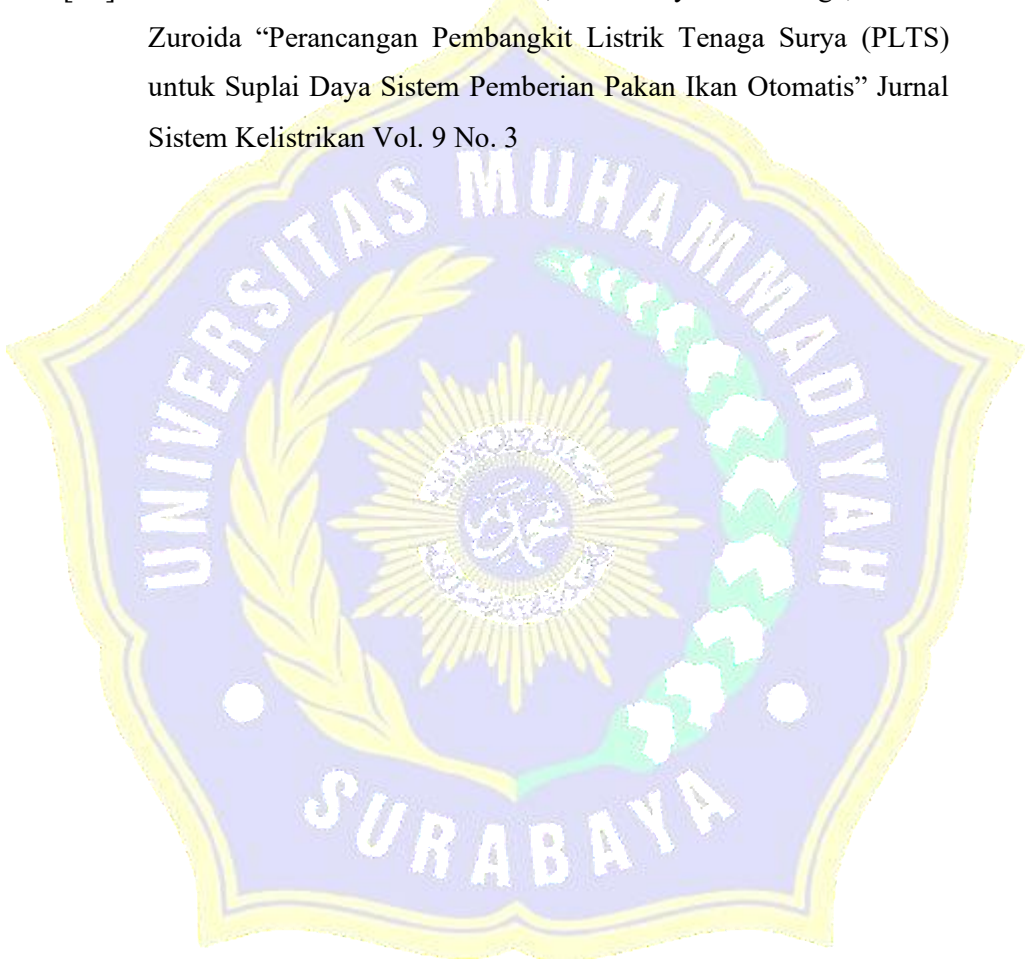 Zuroida “Perancangan Pembangkit Listrik Tenaga Surya (PLTS)
untuk Suplai Daya Sistem Pemberian Pakan Ikan Otomatis” Jurnal
Sistem Kelistrikan Vol. 9 No. 3
UNIVERSITAS MUHAMMADIYAH
SURABAYA